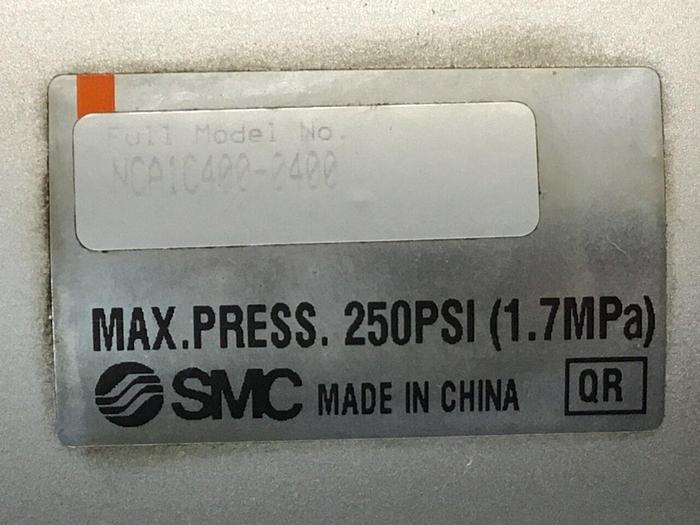 Full Model No.
NCA1C400-0400
MAX.PRESS. 250PSI (1.7MPa)
SMC MADE IN CHINA QR